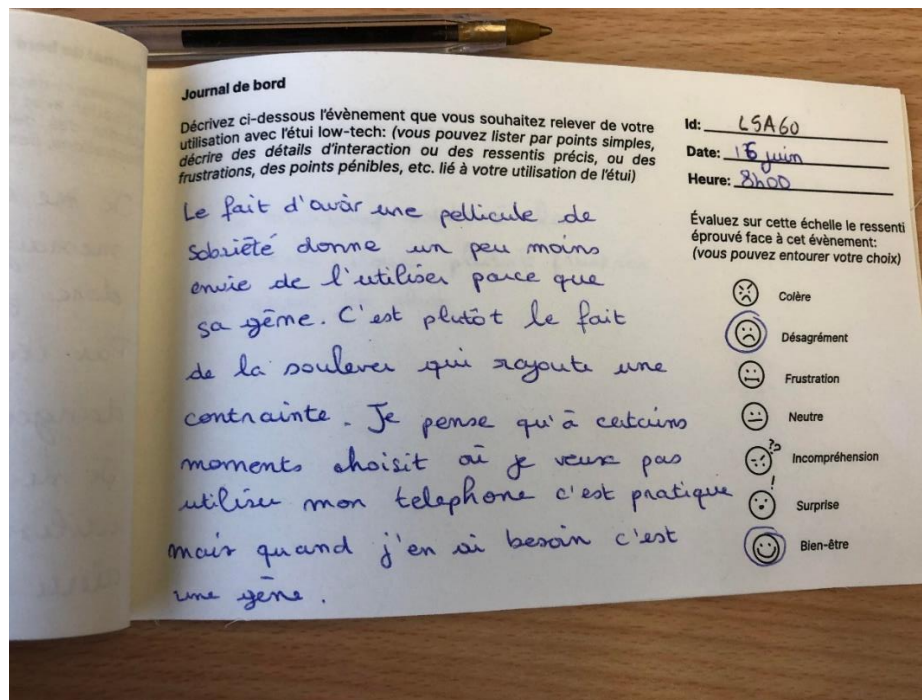 Journal de bord
Décrivez ci-dessous l'évènement que vous souhaitez relever de votre
utilisation avec l'étui low-tech: (vous pouvez lister par points simples,
décrire des détails d'interaction ou des ressentis précis, ou des
frustrations, des points pénibles, etc. lié à votre utilisation de l'étui)
Le fait d'avoir une pellicule de
sobriété donne un peu moins
envie de l'utiliser parce que
sa gêne. C'est plutôt le fait
de la soulever qui rajoute une
contrainte. Je pense qu'à certains
moments choisit où je veux pas
utiliser mon telephone c'est pratique
mais quand j'en ai besoin c'est
une gêne.
Id: LSA60
Date: 16 juin
Heure: 8h00
Évaluez sur cette échelle le ressenti
éprouvé face à cet évènement:
(vous pouvez entourer votre choix)
Colère
Désagrément
Frustration
Neutre
?? Incompréhension
! Surprise
Bien-être